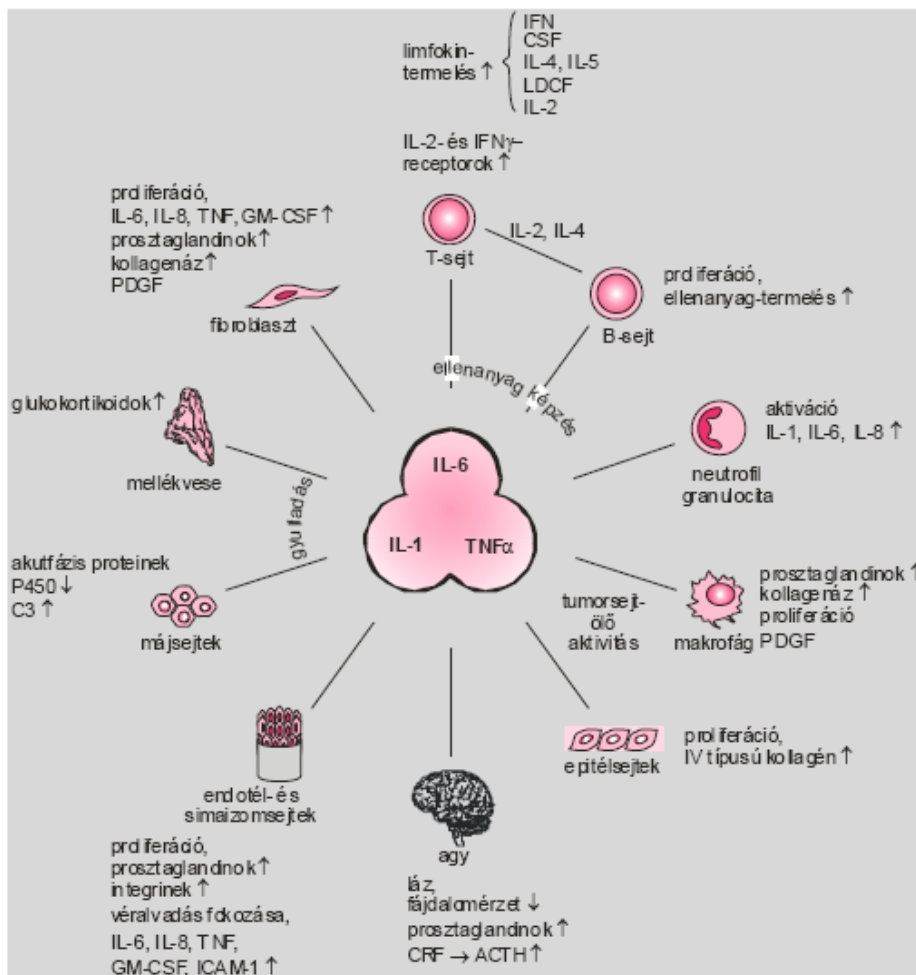 limfokin-
termelés ↑
IFN
CSF
IL-4, IL-5
LDCF
IL-2
IL-2- és IFNγ–
receptorok ↑
T-sejt
IL-2, IL-4
B-sejt
proliferáció,
ellenanyag-termelés ↑
proliferáció,
IL-6, IL-8, TNF, GM-CSF ↑
prosztaglandinok ↑
kollagenáz ↑
PDGF
fibroblaszt
ellenanyag képzés
glukokortikoidok ↑
mellékvese
aktiváció
IL-1, IL-6, IL-8 ↑
neutrofil
granulocita
gyulladás
IL-6
IL-1
TNFα
akutfázis proteinek
P450 ↓
C3 ↑
májsejtek
tumorsejt-
ölő
aktivitás
makrofág
prosztaglandinok ↑
kollagenáz ↑
proliferáció
PDGF
epitélsejtek
proliferáció,
IV típusú kollagén ↑
endotél- és
simaizomsejtek
proliferáció,
prosztaglandinok ↑
integrinek ↑
véralvadás fokozása,
IL-6, IL-8, TNF,
GM-CSF, ICAM-1 ↑
agy
láz,
fájdalomérzet ↓
prosztaglandinok ↑
CRF → ACTH ↑